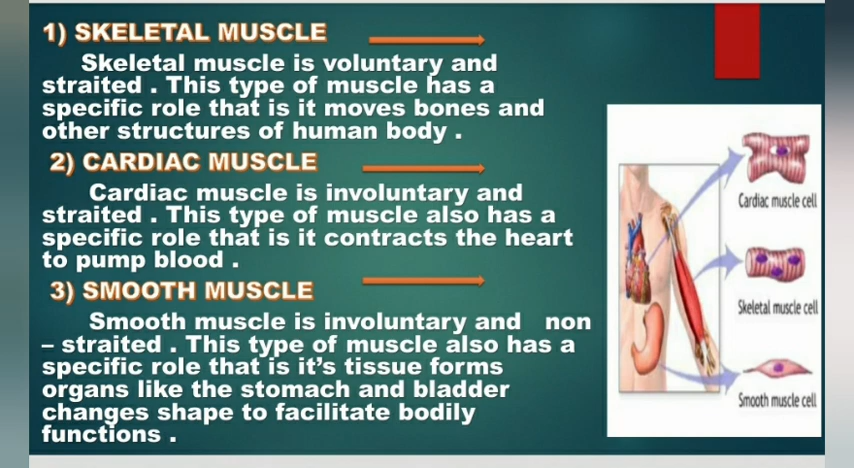 1) SKELETAL MUSCLE
Skeletal muscle is voluntary and
straited . This type of muscle has a
specific role that is it moves bones and
other structures of human body .
2) CARDIAC MUSCLE
Cardiac muscle is involuntary and
straited . This type of muscle also has a
specific role that is it contracts the heart
to pump blood .
3) SMOOTH MUSCLE
Smooth muscle is involuntary and non
– straited . This type of muscle also has a
specific role that is it’s tissue forms
organs like the stomach and bladder
changes shape to facilitate bodily
functions .
Cardiac muscle cell
Skeletal muscle cell
Smooth muscle cell